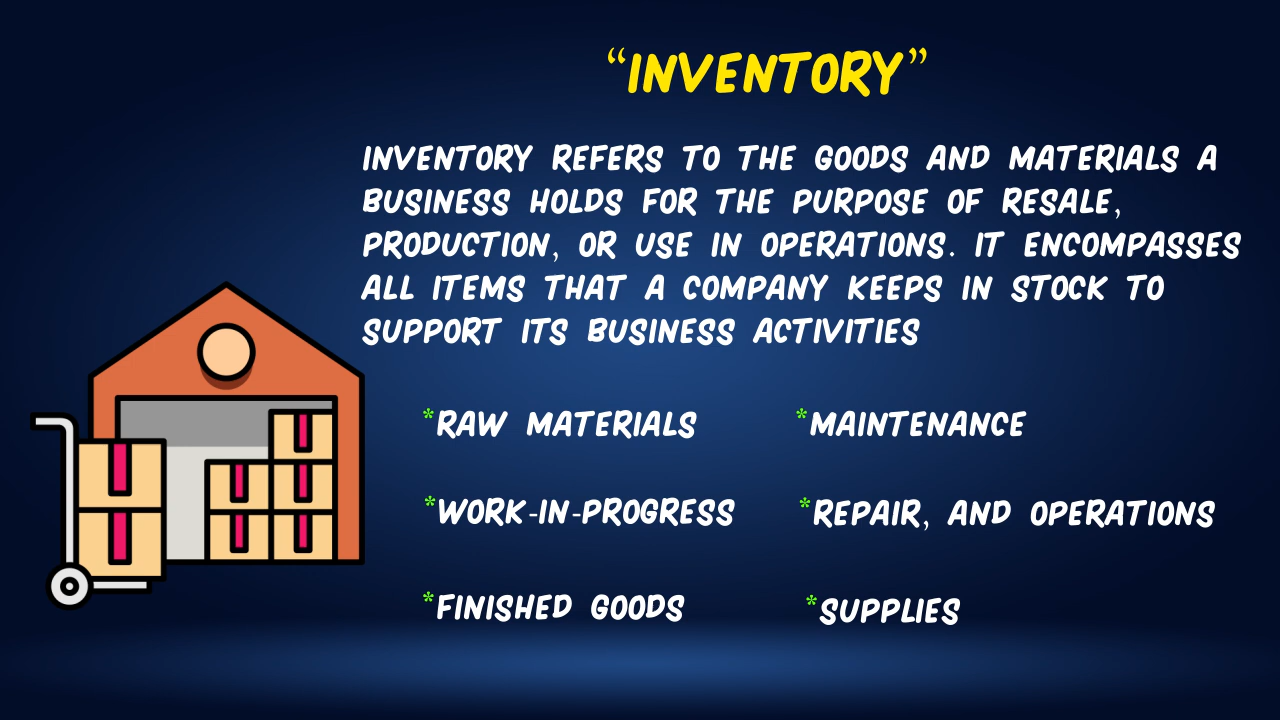 “INVENTORY”
INVENTORY REFERS TO THE GOODS AND MATERIALS A
BUSINESS HOLDS FOR THE PURPOSE OF RESALE,
PRODUCTION, OR USE IN OPERATIONS. IT ENCOMPASSES
ALL ITEMS THAT A COMPANY KEEPS IN STOCK TO
SUPPORT ITS BUSINESS ACTIVITIES
*RAW MATERIALS
*WORK-IN-PROGRESS
*FINISHED GOODS
*MAINTENANCE
*REPAIR, AND OPERATIONS
*SUPPLIES